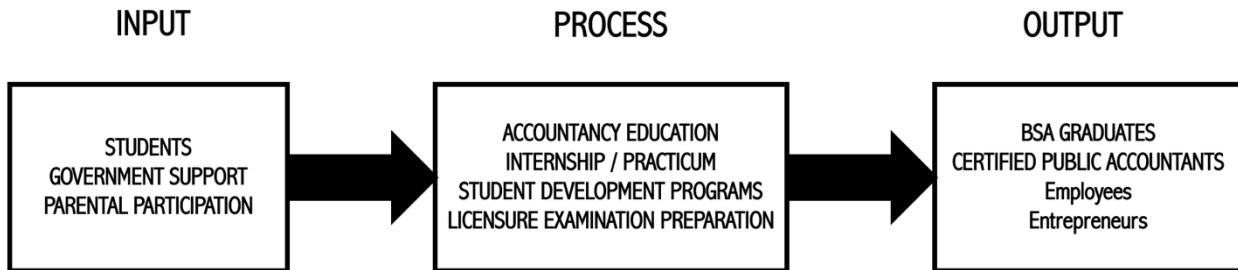 INPUT
PROCESS
OUTPUT
STUDENTS
GOVERNMENT SUPPORT
PARENTAL PARTICIPATION
ACCOUNTANCY EDUCATION
INTERNSHIP / PRACTICUM
STUDENT DEVELOPMENT PROGRAMS
LICENSURE EXAMINATION PREPARATION
BSA GRADUATES
CERTIFIED PUBLIC ACCOUNTANTS
Employees
Entrepreneurs